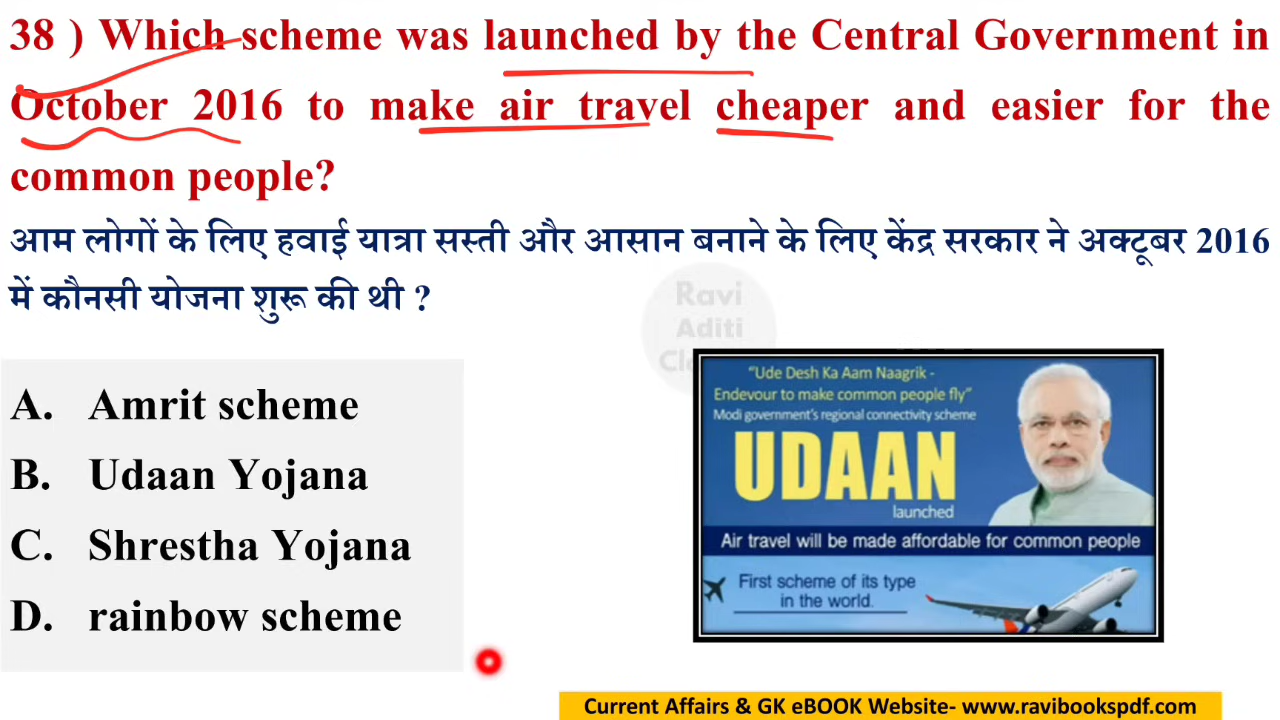 38 ) Which scheme was launched by the Central Government in
October 2016 to make air travel cheaper and easier for the
common people?
आम लोगों के लिए हवाई यात्रा सस्ती और आसान बनाने के लिए केंद्र सरकार ने अक्टूबर 2016
में कौनसी योजना शुरू की थी ?
Ravi
Aditi
A. Amrit scheme
B. Udaan Yojana
C. Shrestha Yojana
D. rainbow scheme
"Ude Desh Ka Aam Naagrik -
Endevour to make common people fly"
Modi government's regional connectivity scheme
UDAAN
launched
Air travel will be made affordable for common people
First scheme of its type
in the world.
Current Affairs & GK eBOOK Website- www.ravibookspdf.com